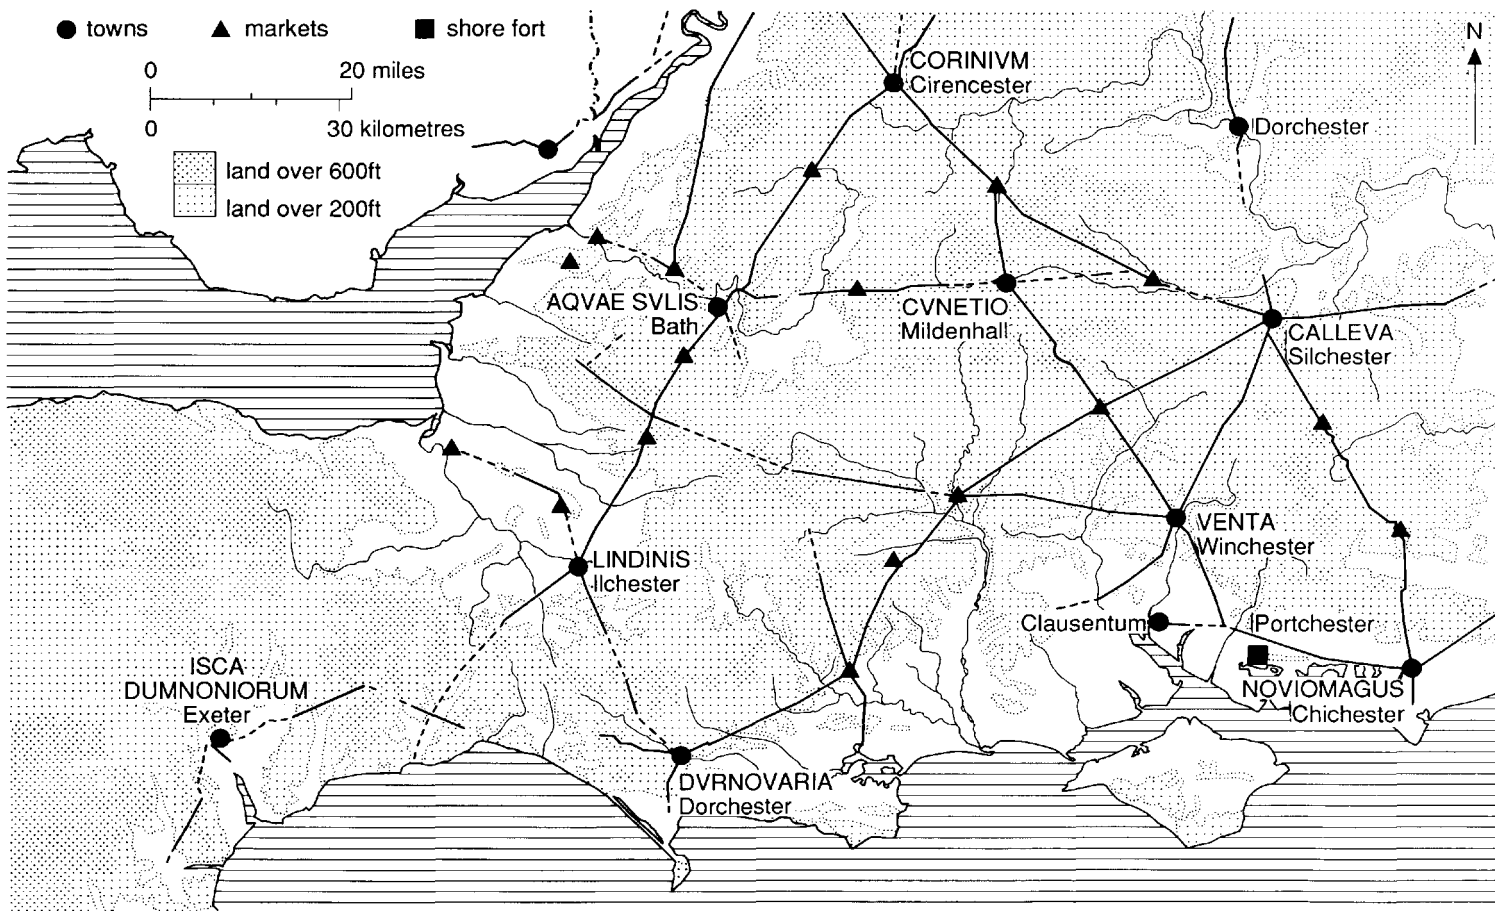 towns
markets
shore fort
0 20 miles
0 30 kilometres
land over 600ft
land over 200ft
N
CORINIVM
Cirencester
Dorchester
AQVAE SVLIS
Bath
CVNETIO
Mildenhall
CALLEVA
Silchester
VENTA
Winchester
LINDINIS
Ilchester
Clausentum
Portchester
ISCA
DUMNONIORUM
Exeter
NOVIOMAGUS
Chichester
DVRNOVARIA
Dorchester